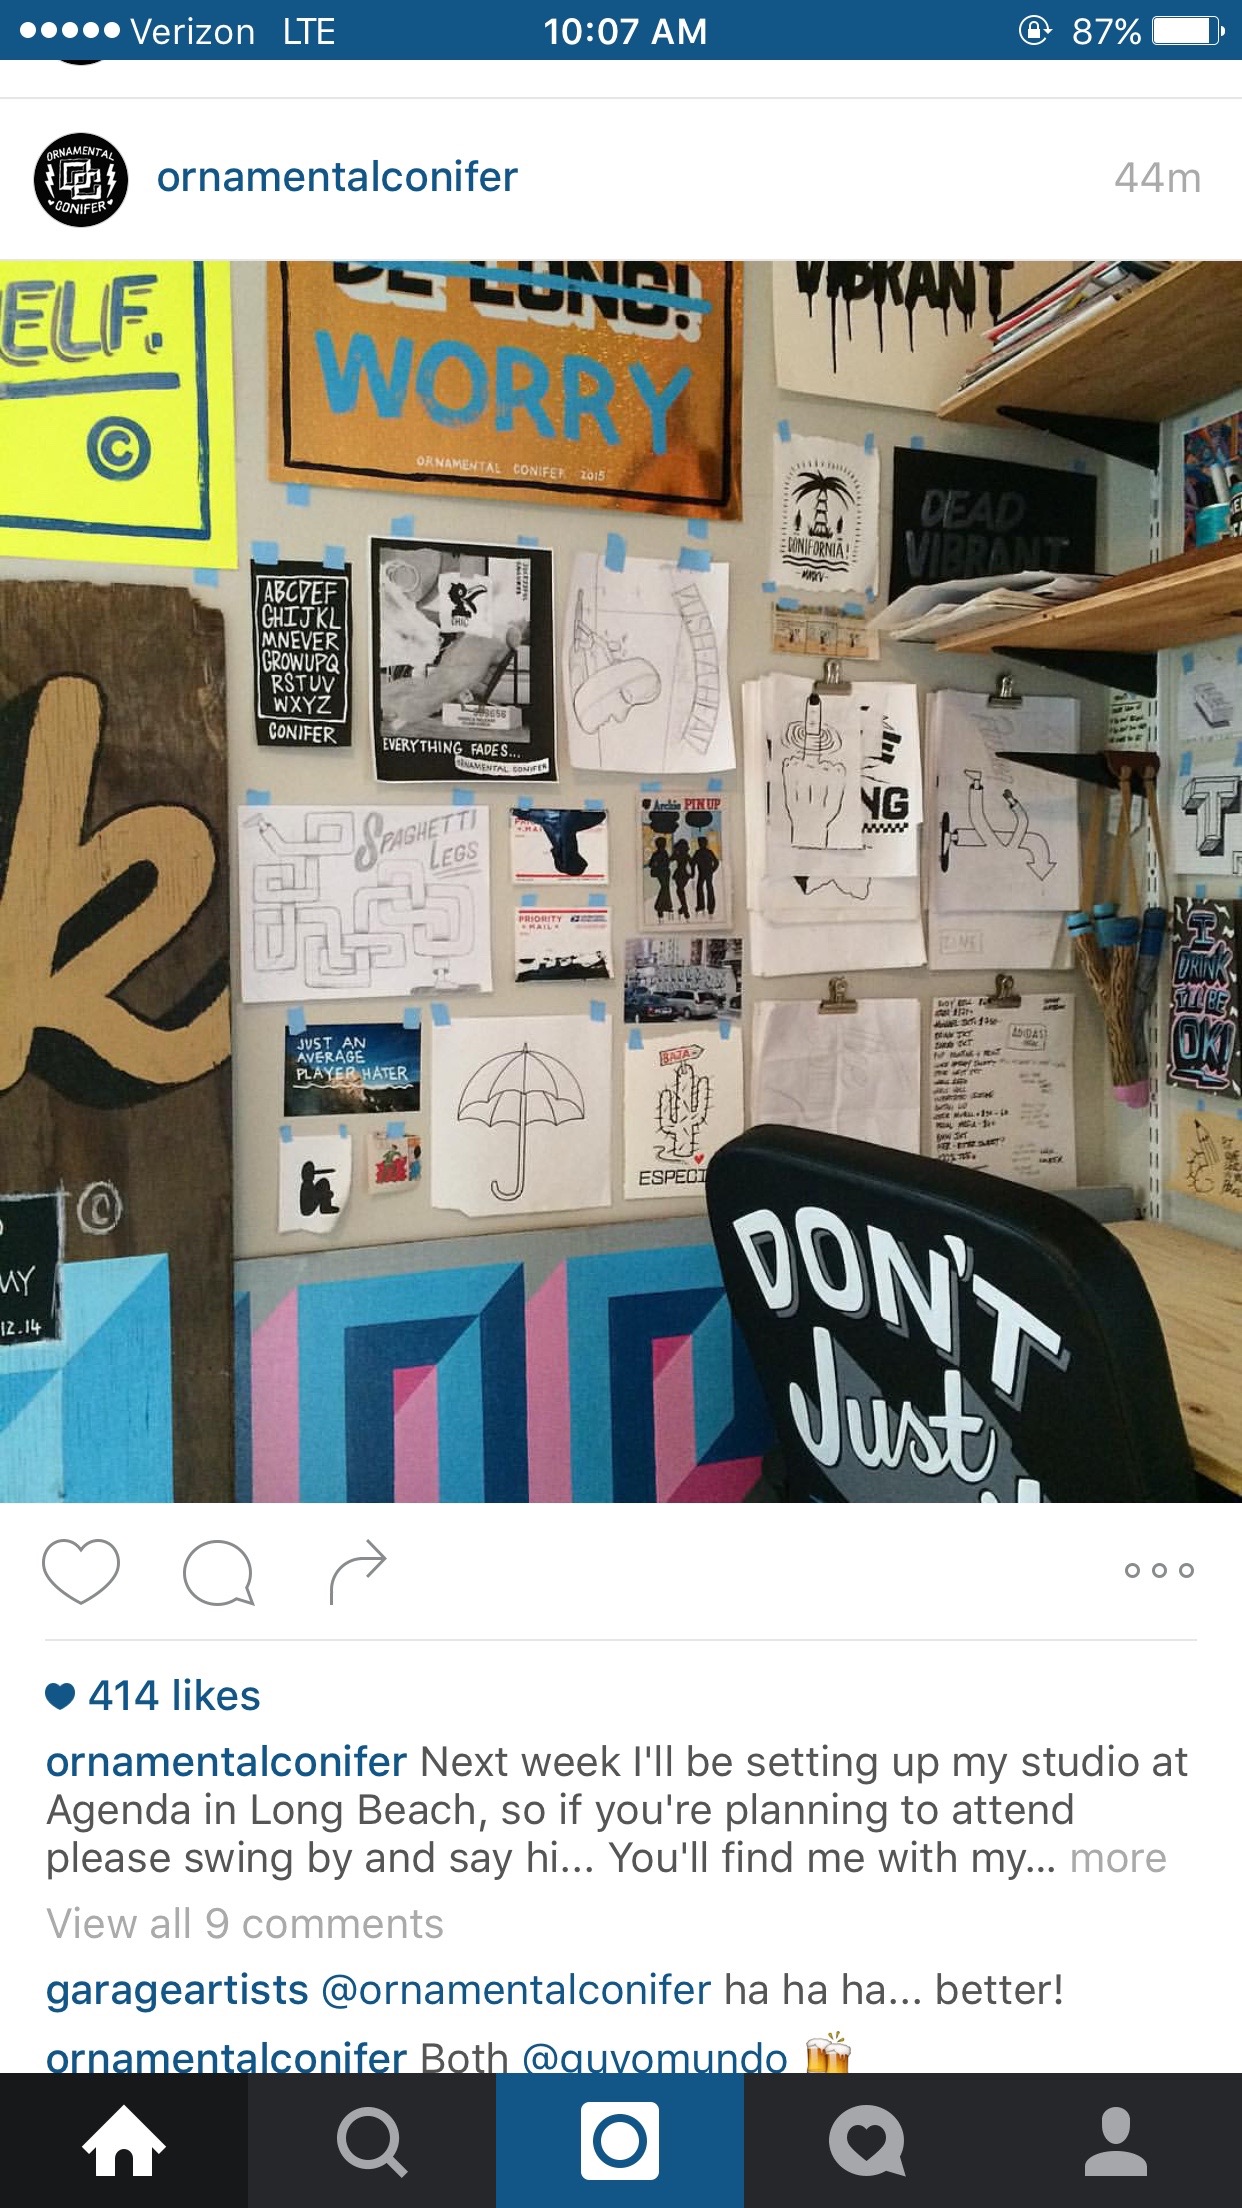 Verizon LTE 10:07 AM 87%
ORNAMENTAL
CONIFER
ornamentalconifer 44m
ELF.
©
DE LONG!
WORRY
ORNAMENTAL CONIFER 2015
VIBRANT
CONIFORNIA!
DEAD
VIBRANT
ABCDEF
GHIJKL
MNEVER
GROWUPQ
RSTUV
WXYZ
CONIFER
CHIC
EVERYTHING FADES...
ORNAMENTAL CONIFER
SPAGHETTI
LEGS
PRIORITY
MAIL
Archie PIN UP
NG
ZINE
T
I
DRINK
I'LL BE
OK!
JUST AN
AVERAGE
PLAYER HATER
BAJA
ESPECI
ADIDAS
©
MY
12.14
DON'T
Just
414 likes
ornamentalconifer Next week I'll be setting up my studio at
Agenda in Long Beach, so if you're planning to attend
please swing by and say hi... You'll find me with my... more
View all 9 comments
garageartists @ornamentalconifer ha ha ha... better!
ornamentalconifer Both @guyomundo